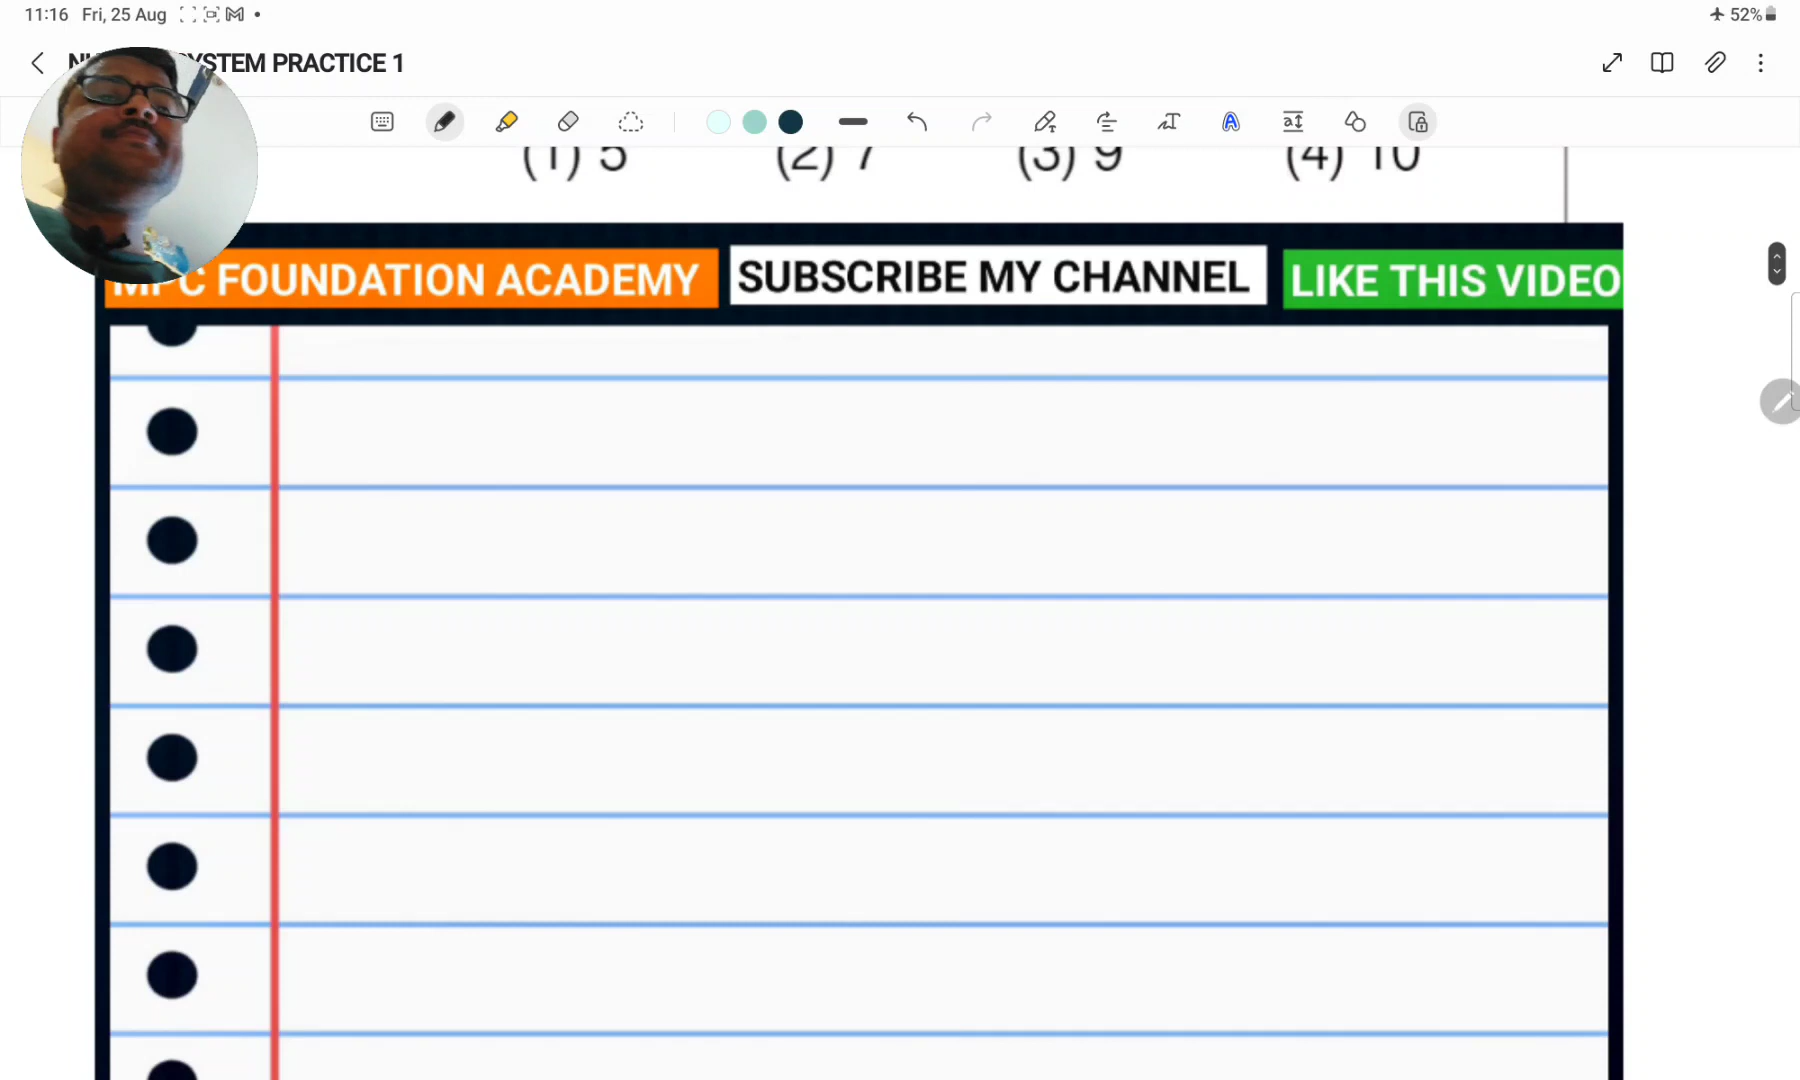 11:16 Fri, 25 Aug 52%
SYSTEM PRACTICE 1
(1) 5 (2) 7 (3) 9 (4) 10
FOUNDATION ACADEMY SUBSCRIBE MY CHANNEL LIKE THIS VIDEO